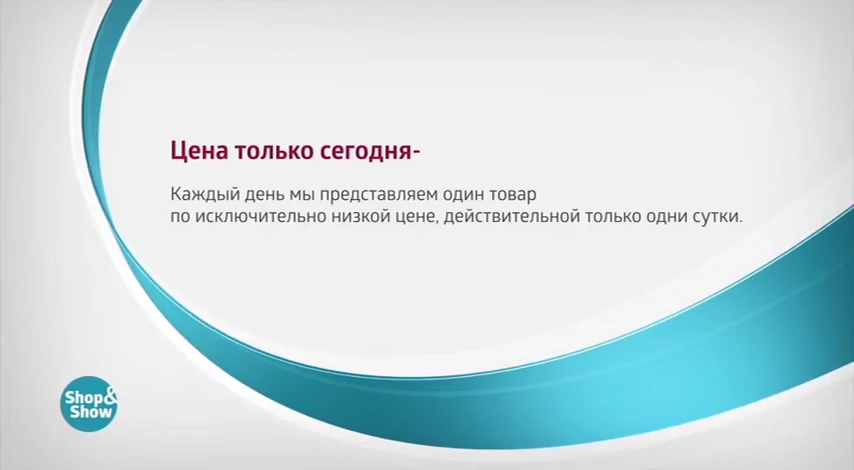 Цена только сегодня-
Каждый день мы представляем один товар
по исключительно низкой цене, действительной только одни сутки.
Shop&
Show